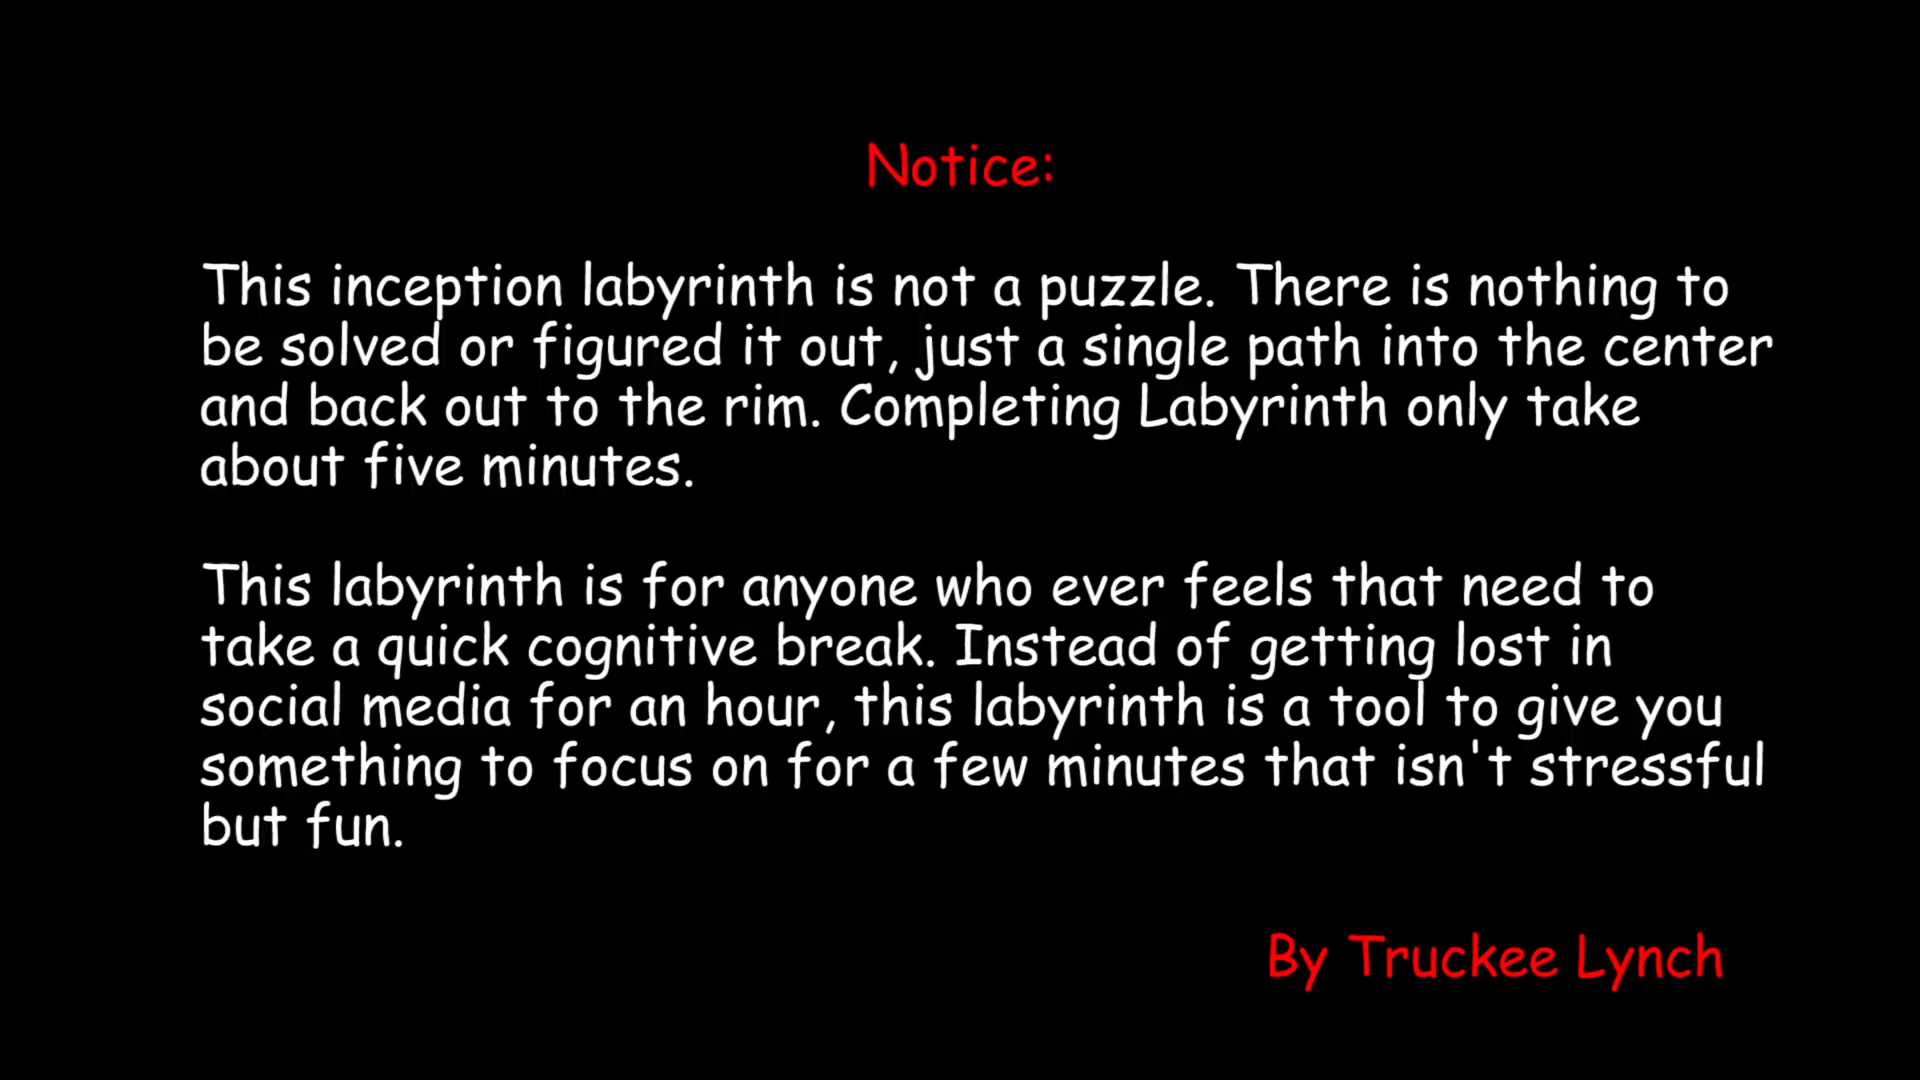 Notice:
This inception labyrinth is not a puzzle. There is nothing to
be solved or figured it out, just a single path into the center
and back out to the rim. Completing Labyrinth only take
about five minutes.
This labyrinth is for anyone who ever feels that need to
take a quick cognitive break. Instead of getting lost in
social media for an hour, this labyrinth is a tool to give you
something to focus on for a few minutes that isn't stressful
but fun.
By Truckee Lynch